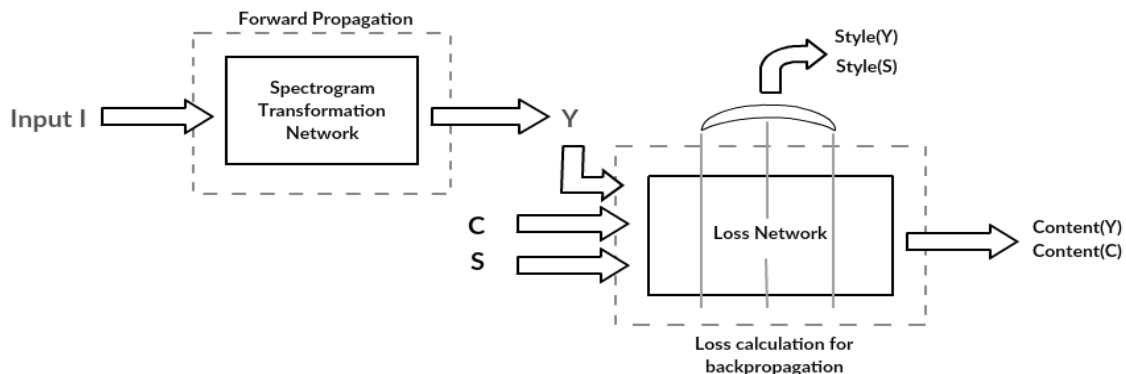 Forward Propagation
Spectrogram
Transformation
Network
Input I
Y
Style(Y)
Style(S)
C
S
Loss Network
Content(Y)
Content(C)
Loss calculation for
backpropagation